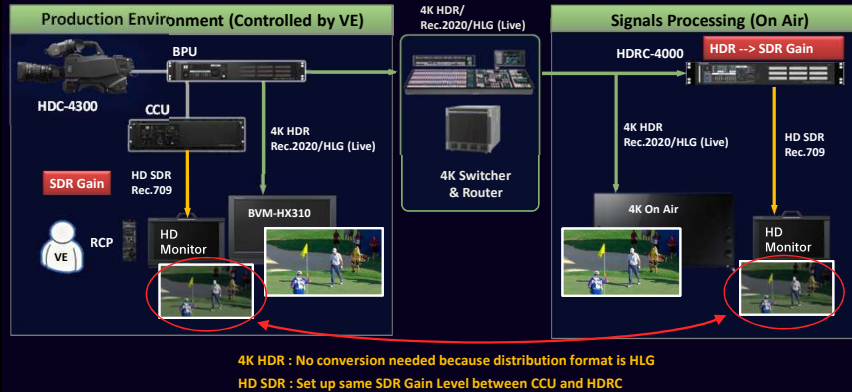 Production Environment (Controlled by VE)
BPU
HDC-4300
CCU
4K HDR
Rec.2020/HLG (Live)
HD SDR
Rec.709
SDR Gain
BVM-HX310
RCP
VE
HD
Monitor
4K HDR/
Rec.2020/HLG (Live)
4K Switcher
& Router
Signals Processing (On Air)
HDRC-4000
HDR --> SDR Gain
4K HDR
Rec.2020/HLG (Live)
HD SDR
Rec.709
4K On Air
HD
Monitor
4K HDR : No conversion needed because distribution format is HLG
HD SDR : Set up same SDR Gain Level between CCU and HDRC